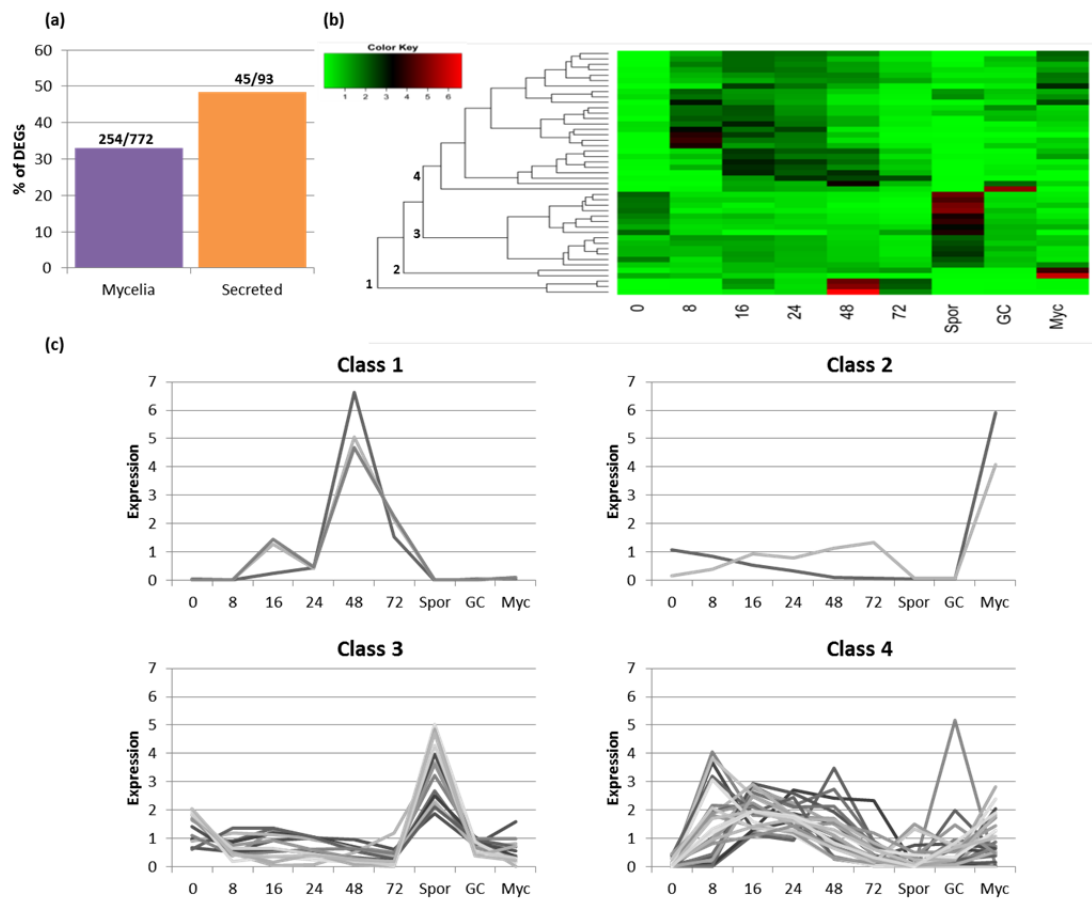 (a)
60
50
40
30
20
10
0
% of DEGs
254/772
45/93
Mycelia
Secreted
(b)
Color Key
1 2 3 4 5 6
4
3
2
1
0 8 16 24 48 72 Spor GC Myc
(c)
Class 1
7
6
5
4
3
2
1
0
Expression
0 8 16 24 48 72 Spor GC Myc
Class 2
7
6
5
4
3
2
1
0
Expression
0 8 16 24 48 72 Spor GC Myc
Class 3
7
6
5
4
3
2
1
0
Expression
0 8 16 24 48 72 Spor GC Myc
Class 4
7
6
5
4
3
2
1
0
Expression
0 8 16 24 48 72 Spor GC Myc